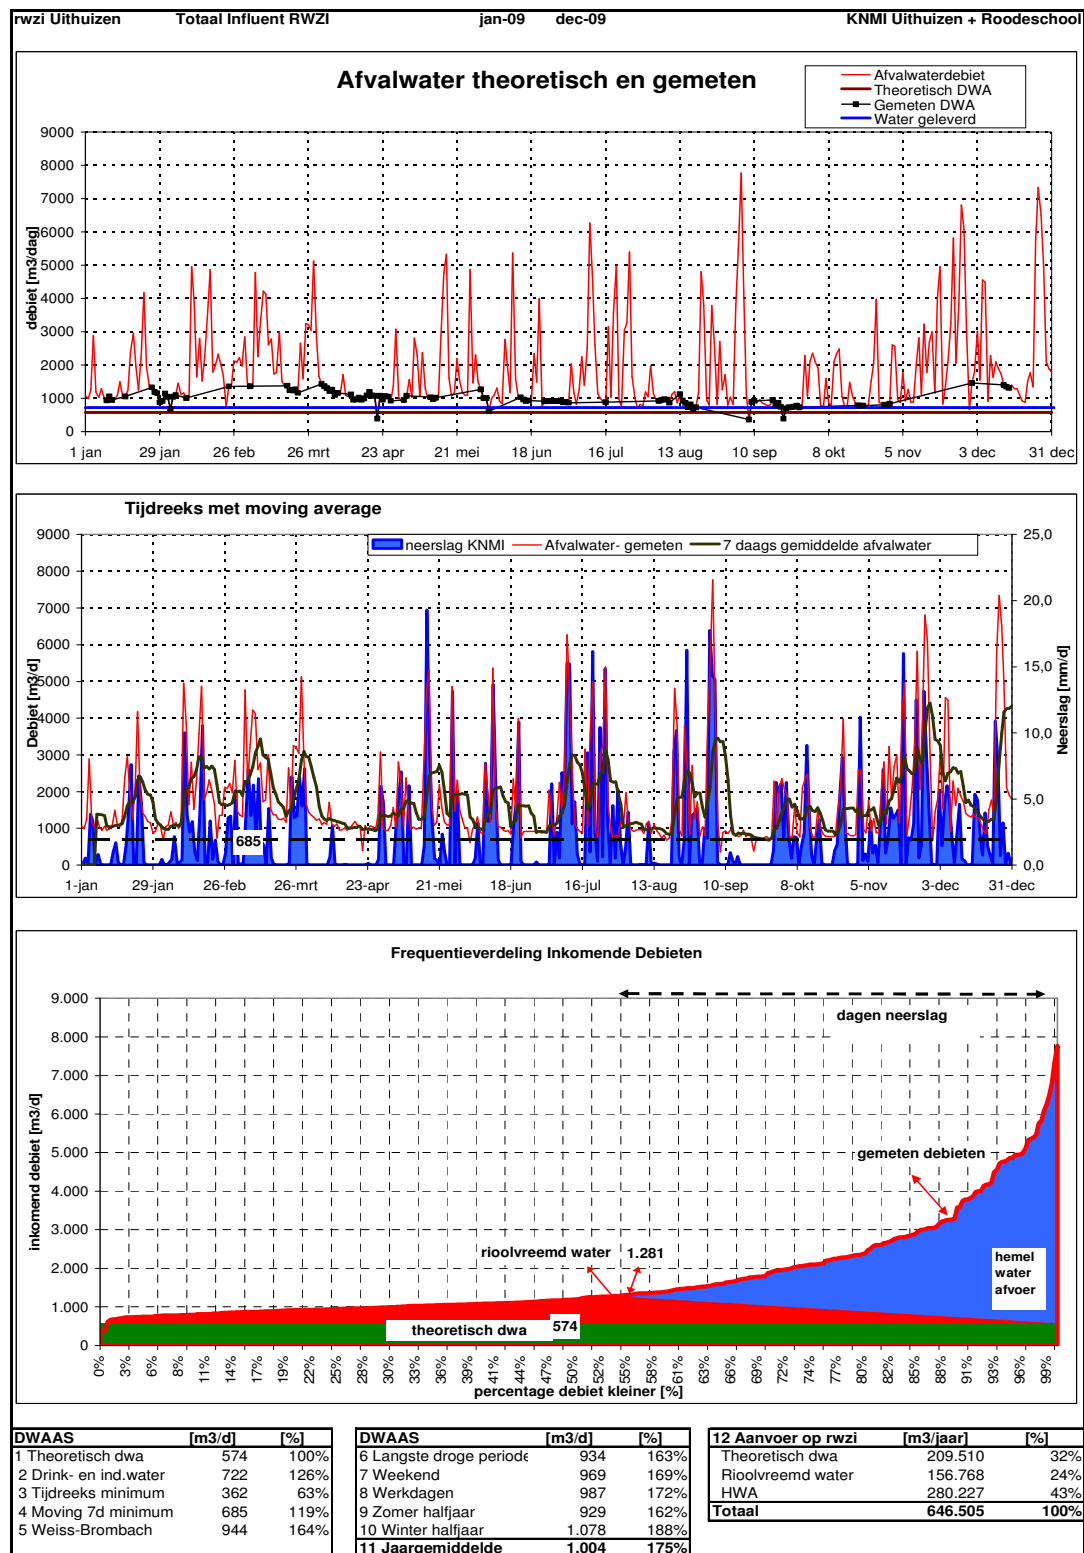 rwzi Uithuizen Totaal Influent RWZI jan-09 dec-09 KNMI Uithuizen + Roodeschool
Afvalwater theoretisch en gemeten
Afvalwaterdebiet
Theoretisch DWA
Gemeten DWA
Water geleverd
debiet [m3/dag]
9000
8000
7000
6000
5000
4000
3000
2000
1000
0
1 jan 29 jan 26 feb 26 mrt 23 apr 21 mei 18 jun 16 jul 13 aug 10 sep 8 okt 5 nov 3 dec 31 dec
Tijdreeks met moving average
neerslag KNMI Afvalwater- gemeten 7 daags gemiddelde afvalwater
Debiet [m3/d]
9000
8000
7000
6000
5000
4000
3000
2000
1000
0
685
25,0
20,0
15,0
10,0
5,0
0,0
Neerslag [mm/d]
1-jan 29-jan 26-feb 26-mrt 23-apr 21-mei 18-jun 16-jul 13-aug 10-sep 8-okt 5-nov 3-dec 31-dec
Frequentieverdeling Inkomende Debieten
inkomend debiet [m3/d]
9.000
8.000
7.000
6.000
5.000
4.000
3.000
2.000
1.000
0
dagen neerslag
gemeten debieten
rioolvreemd water 1.281
hemel
water
afvoer
theoretisch dwa 574
0% 3% 6% 8% 11% 14% 17% 19% 22% 25% 28% 30% 33% 36% 39% 41% 44% 47% 50% 52% 55% 58% 61% 63% 66% 69% 72% 74% 77% 80% 83% 85% 88% 91% 93% 96% 99%
percentage debiet kleiner [%]
DWAAS [m3/d] [%]
1 Theoretisch dwa 574 100%
2 Drink- en ind.water 722 126%
3 Tijdreeks minimum 362 63%
4 Moving 7d minimum 685 119%
5 Weiss-Brombach 944 164%
DWAAS [m3/d] [%]
6 Langste droge periode 934 163%
7 Weekend 969 169%
8 Werkdagen 987 172%
9 Zomer halfjaar 929 162%
10 Winter halfjaar 1.078 188%
11 Jaargemiddelde 1.004 175%
12 Aanvoer op rwzi [m3/jaar] [%]
Theoretisch dwa 209.510 32%
Rioolvreemd water 156.768 24%
HWA 280.227 43%
Totaal 646.505 100%